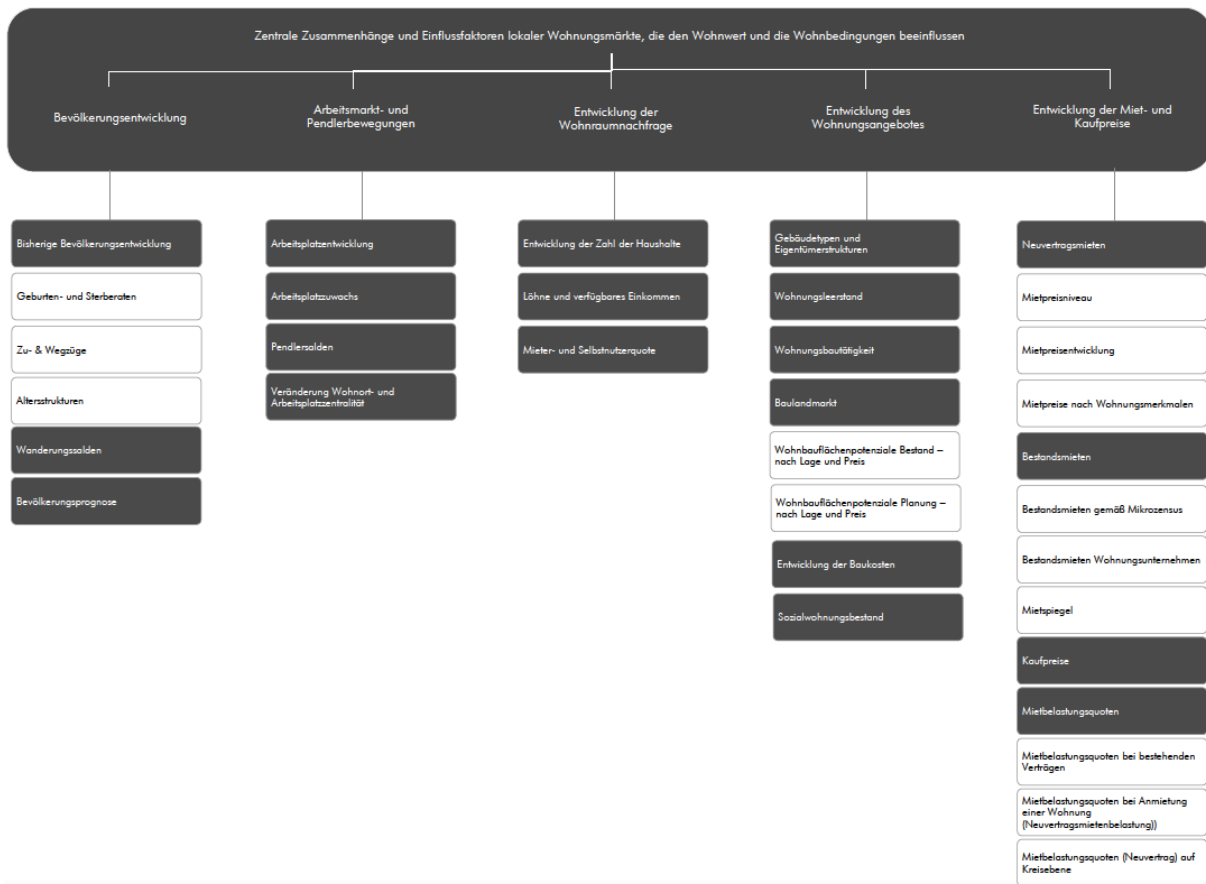 Zentrale Zusammenhänge und Einflussfaktoren lokaler Wohnungsmärkte, die den Wohnwert und die Wohnbedingungen beeinflussen
Bevölkerungsentwicklung
Arbeitsmarkt- und
Pendlerbewegungen
Entwicklung der
Wohnraumnachfrage
Entwicklung des
Wohnungsangebotes
Entwicklung der Miet- und
Kaufpreise
Bisherige Bevölkerungsentwicklung
Geburten- und Sterberaten
Zu- & Wegzüge
Altersstrukturen
Wanderungssalden
Bevölkerungsprognose
Arbeitsplatzentwicklung
Arbeitsplatzzuwachs
Pendlersalden
Veränderung Wohnort- und
Arbeitsplatzzentralität
Entwicklung der Zahl der Haushalte
Löhne und verfügbares Einkommen
Mieter- und Selbstnutzerquote
Gebäudetypen und
Eigentümerstrukturen
Wohnungsleerstand
Wohnungsbautätigkeit
Baulandmarkt
Wohnbauflächenpotenziale Bestand –
nach Lage und Preis
Wohnbauflächenpotenziale Planung –
nach Lage und Preis
Entwicklung der Baukosten
Sozialwohnungsbestand
Neuvertragsmieten
Mietpreisniveau
Mietpreisentwicklung
Mietpreise nach Wohnungsmerkmalen
Bestandsmieten
Bestandsmieten gemäß Mikrozensus
Bestandsmieten Wohnungsunternehmen
Mietspiegel
Kaufpreise
Mietbelastungsquoten
Mietbelastungsquoten bei bestehenden
Verträgen
Mietbelastungsquoten bei Anmietung
einer Wohnung
(Neuvertragsmietenbelastung))
Mietbelastungsquoten (Neuvertrag) auf
Kreisebene